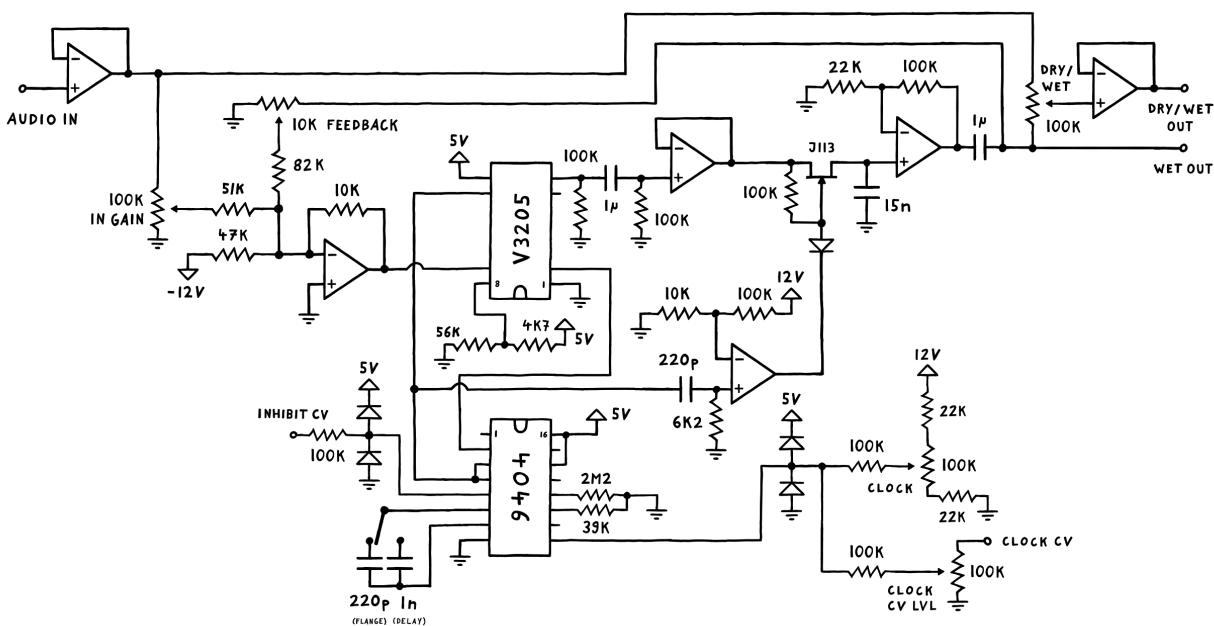 AUDIO IN
10K FEEDBACK
82K
100K
IN GAIN
51K
47K
-12V
10K
5V
V3205
8
1
100K
1µ
100K
100K
J113
15n
22K
100K
1µ
DRY/
WET
100K
DRY/WET
OUT
WET OUT
56K
4K7
5V
10K
100K
12V
220p
6K2
5V
INHIBIT CV
100K
1
16
4046
5V
2M2
39K
220p
1n
(FLANGE)
(DELAY)
5V
100K
CLOCK
12V
22K
100K
22K
100K
CLOCK
CV LVL
CLOCK CV
100K